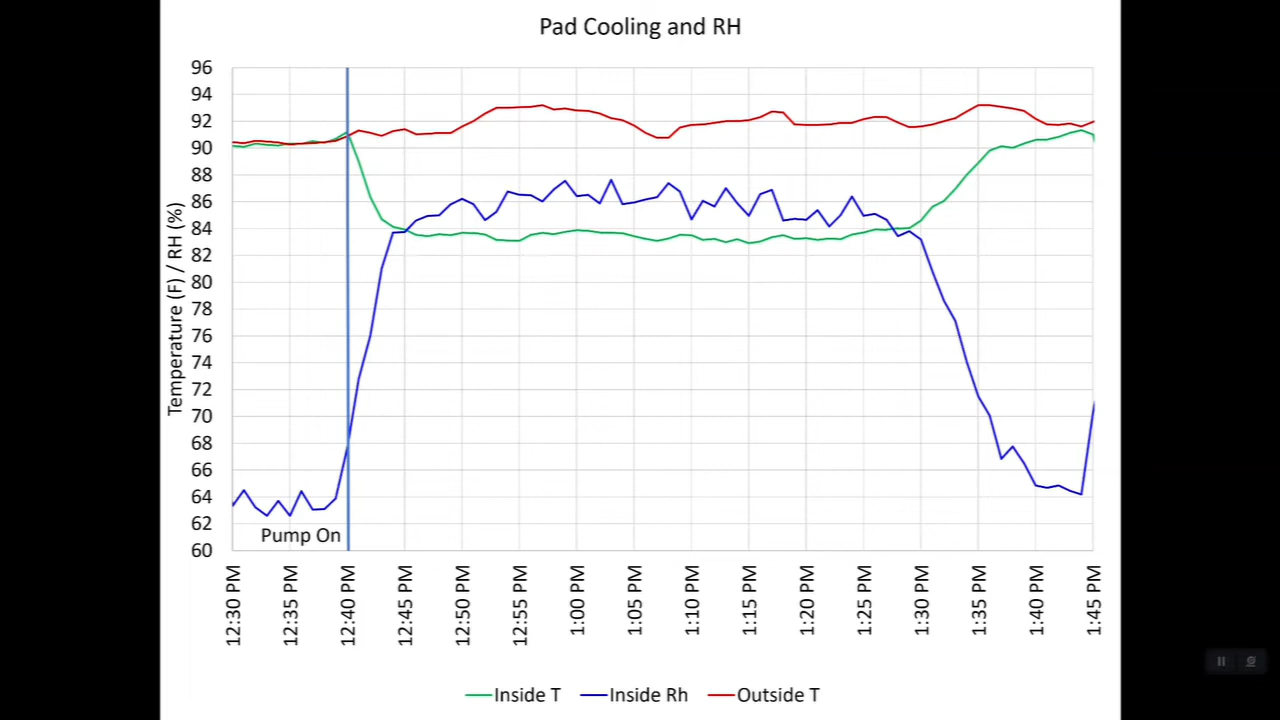 Pad Cooling and RH
Temperature (F) / RH (%)
96
94
92
90
88
86
84
82
80
78
76
74
72
70
68
66
64
62
60
Pump On
12:30 PM
12:35 PM
12:40 PM
12:45 PM
12:50 PM
12:55 PM
1:00 PM
1:05 PM
1:10 PM
1:15 PM
1:20 PM
1:25 PM
1:30 PM
1:35 PM
1:40 PM
1:45 PM
Inside T Inside Rh Outside T